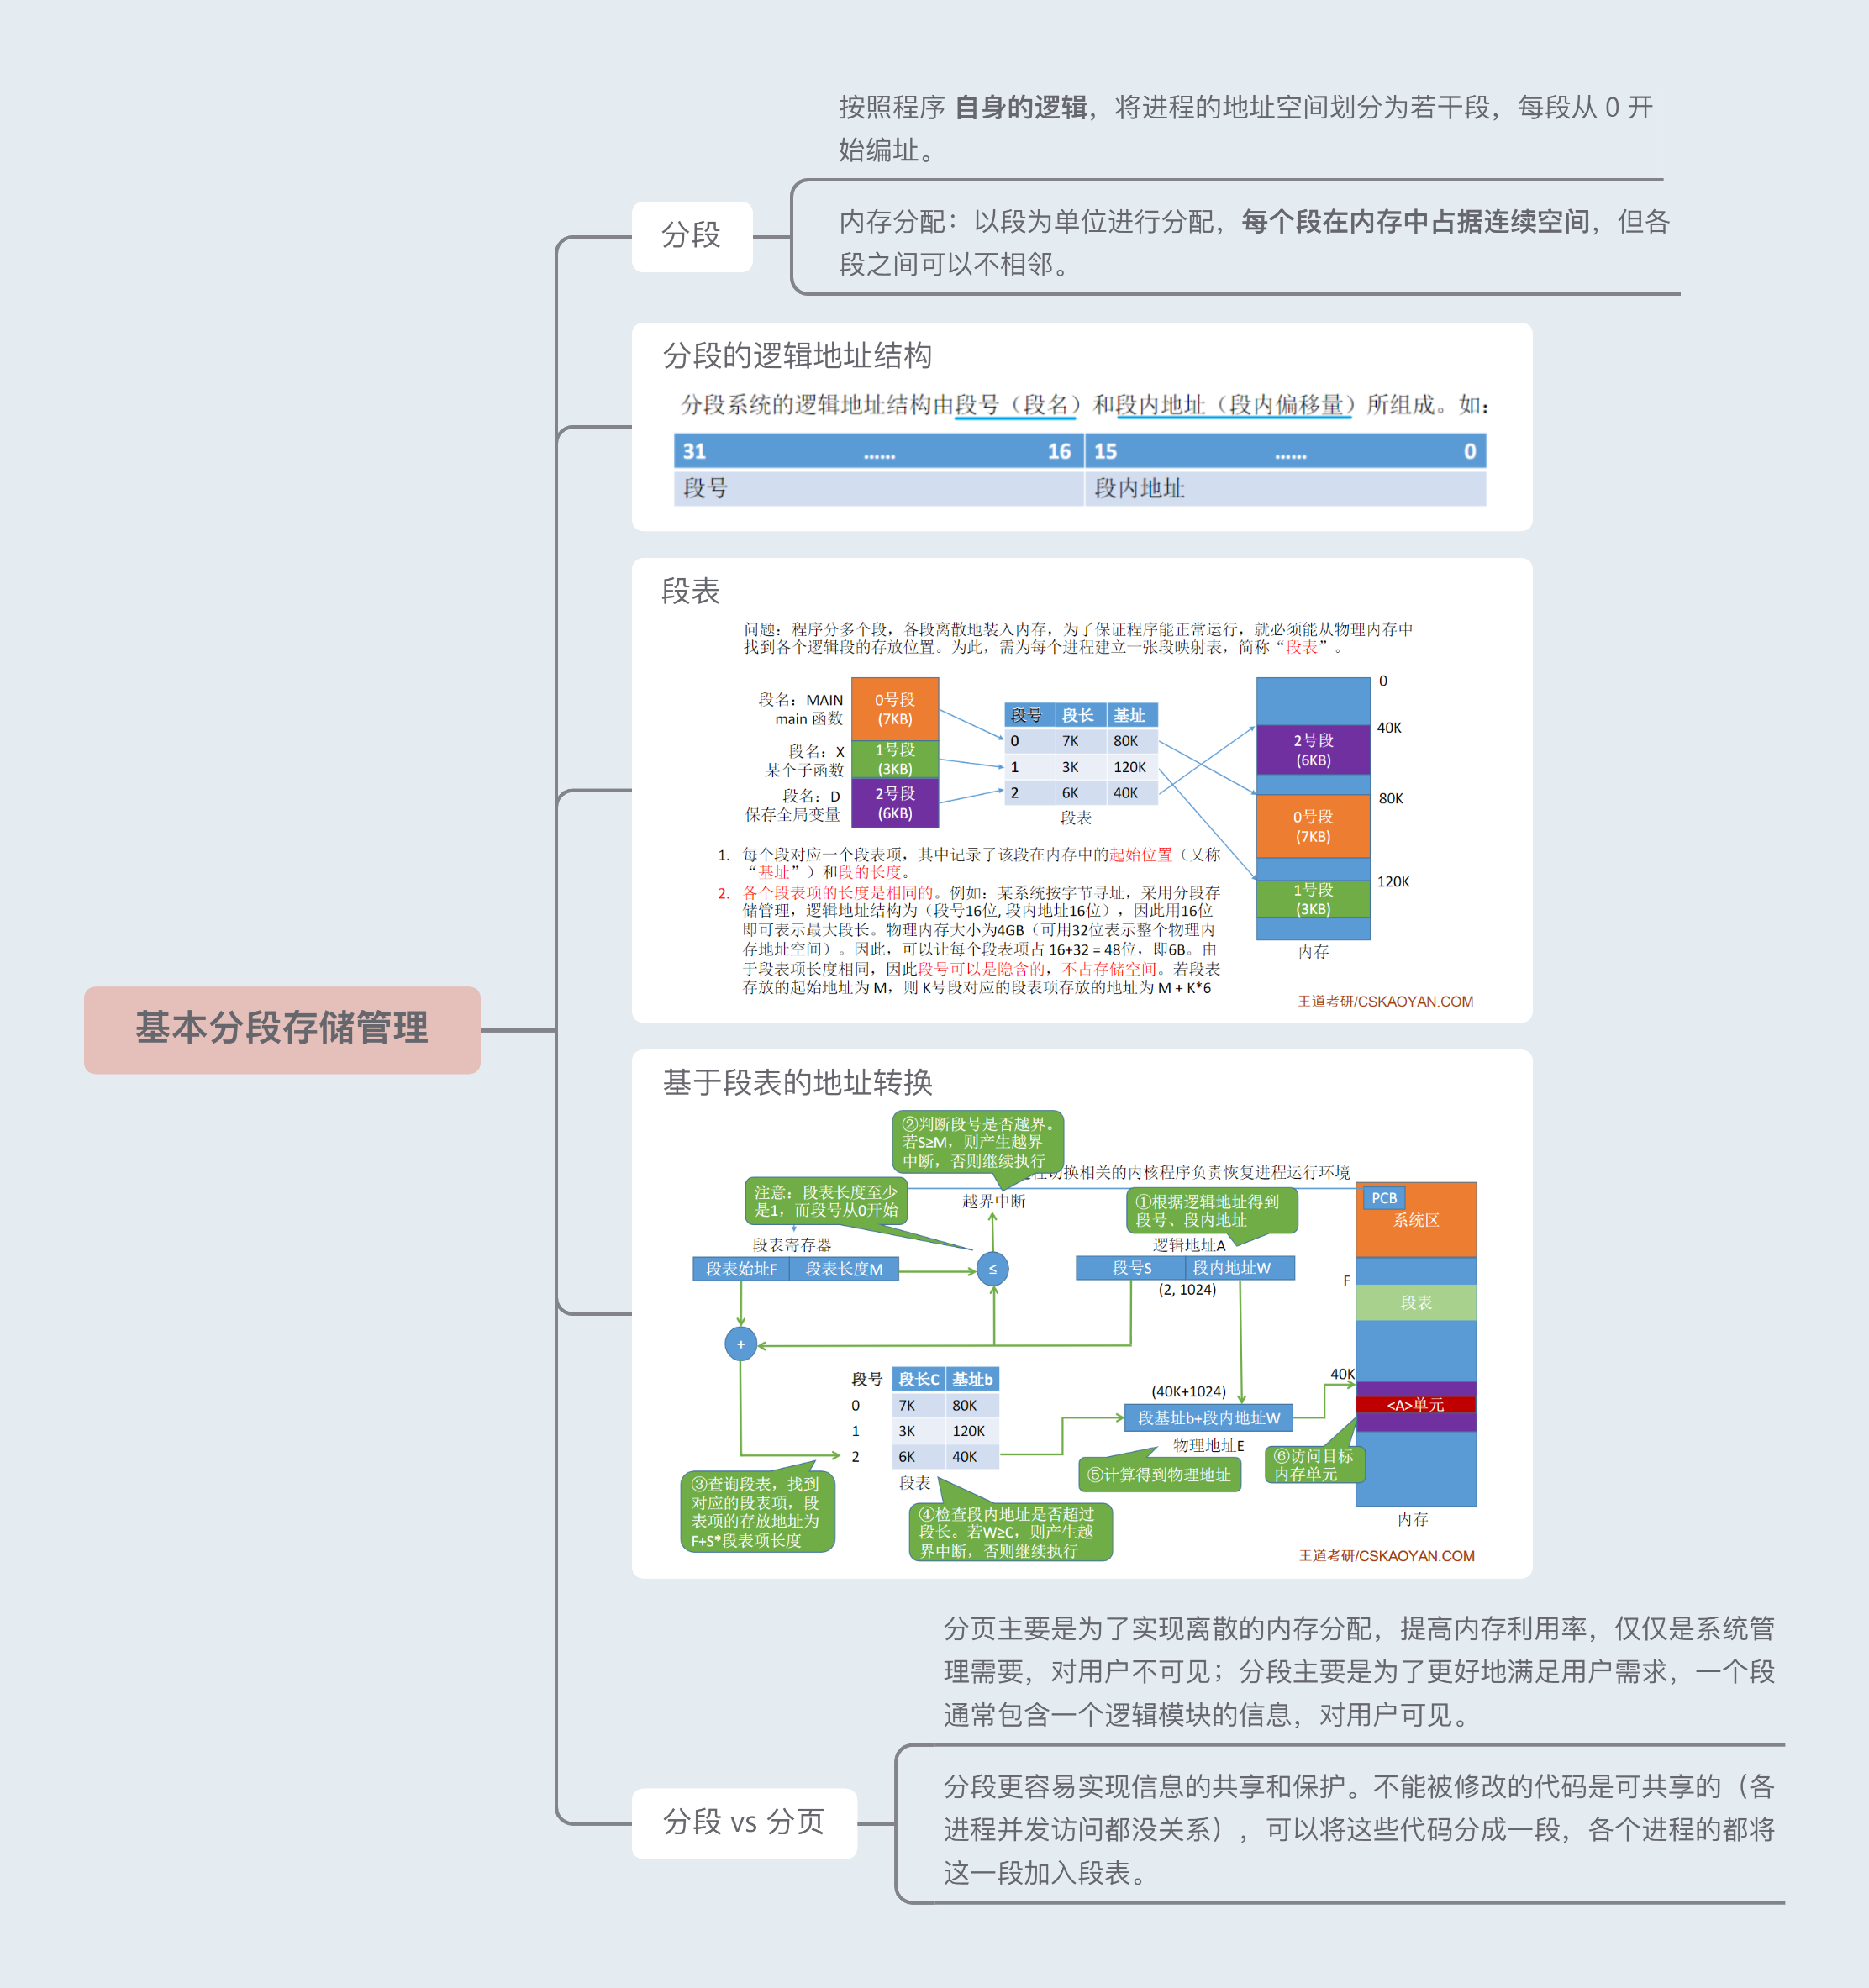 按照程序 自身的逻辑，将进程的地址空间划分为若干段，每段从 0 开
始编址。
分段
内存分配：以段为单位进行分配，每个段在内存中占据连续空间，但各
段之间可以不相邻。
分段的逻辑地址结构
分段系统的逻辑地址结构由段号（段名）和段内地址（段内偏移量）所组成。如：
31 …… 16 15 …… 0
段号 段内地址
段表
问题：程序分多个段，各段离散地装入内存，为了保证程序能正常运行，就必须能从物理内存中
找到各个逻辑段的存放位置。为此，需为每个进程建立一张段映射表，简称“段表”。
段名：MAIN
main 函数
0号段
(7KB)
段名：X
某个子函数
1号段
(3KB)
段名：D
保存全局变量
2号段
(6KB)
段号 段长 基址
0 7K 80K
1 3K 120K
2 6K 40K
段表
0
40K
2号段
(6KB)
80K
0号段
(7KB)
120K
1号段
(3KB)
内存
1. 每个段对应一个段表项，其中记录了该段在内存中的起始位置（又称
“基址”）和段的长度。
2. 各个段表项的长度是相同的。例如：某系统按字节寻址，采用分段存
储管理，逻辑地址结构为（段号16位, 段内地址16位），因此用16位
即可表示最大段长。物理内存大小为4GB（可用32位表示整个物理内
存地址空间）。因此，可以让每个段表项占 16+32 = 48位，即6B。由
于段表项长度相同，因此段号可以是隐含的，不占存储空间。若段表
存放的起始地址为 M，则 K号段对应的段表项存放的地址为 M + K*6
王道考研/CSKAOYAN.COM
基本分段存储管理
基于段表的地址转换
②判断段号是否越界。
若S≥M，则产生越界
中断，否则继续执行
切换相关的内核程序负责恢复进程运行环境
注意：段表长度至少
是1，而段号从0开始
越界中断
①根据逻辑地址得到
段号、段内地址
PCB
系统区
段表寄存器
段表始址F 段表长度M
≤
逻辑地址A
段号S 段内地址W
(2, 1024)
F
段表
+
段号 段长C 基址b
0 7K 80K
1 3K 120K
2 6K 40K
段表
(40K+1024)
段基址b+段内地址W
物理地址E
40K
<A>单元
③查询段表，找到
对应的段表项，段
表项的存放地址为
F+S*段表项长度
④检查段内地址是否超过
段长。若W≥C，则产生越
界中断，否则继续执行
⑤计算得到物理地址
⑥访问目标
内存单元
内存
王道考研/CSKAOYAN.COM
分页主要是为了实现离散的内存分配，提高内存利用率，仅仅是系统管
理需要，对用户不可见；分段主要是为了更好地满足用户需求，一个段
通常包含一个逻辑模块的信息，对用户可见。
分段 vs 分页
分段更容易实现信息的共享和保护。不能被修改的代码是可共享的（各
进程并发访问都没关系），可以将这些代码分成一段，各个进程的都将
这一段加入段表。